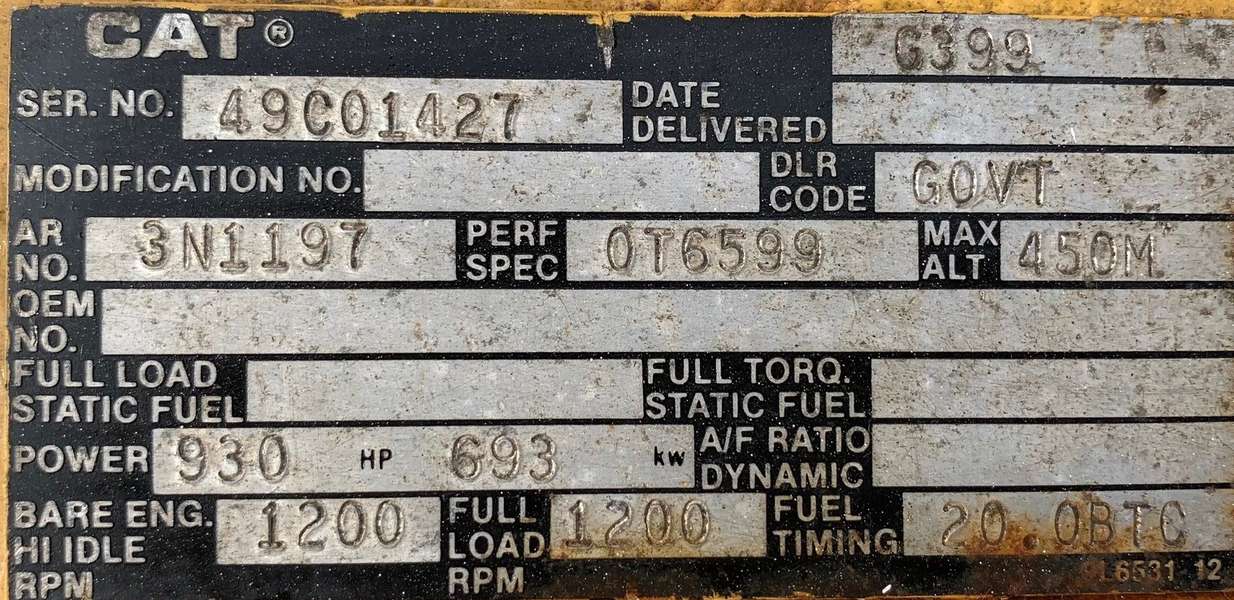 CAT® G399
SER. NO. 49C01427 DATE DELIVERED
MODIFICATION NO. DLR CODE GOVT
AR NO. 3N1197 PERF SPEC 0T6599 MAX ALT 450M
OEM NO.
FULL LOAD STATIC FUEL FULL TORQ. STATIC FUEL
POWER 930 HP 693 kw A/F RATIO DYNAMIC
BARE ENG. HI IDLE RPM 1200 FULL LOAD RPM 1200 FUEL TIMING 20.0BTC